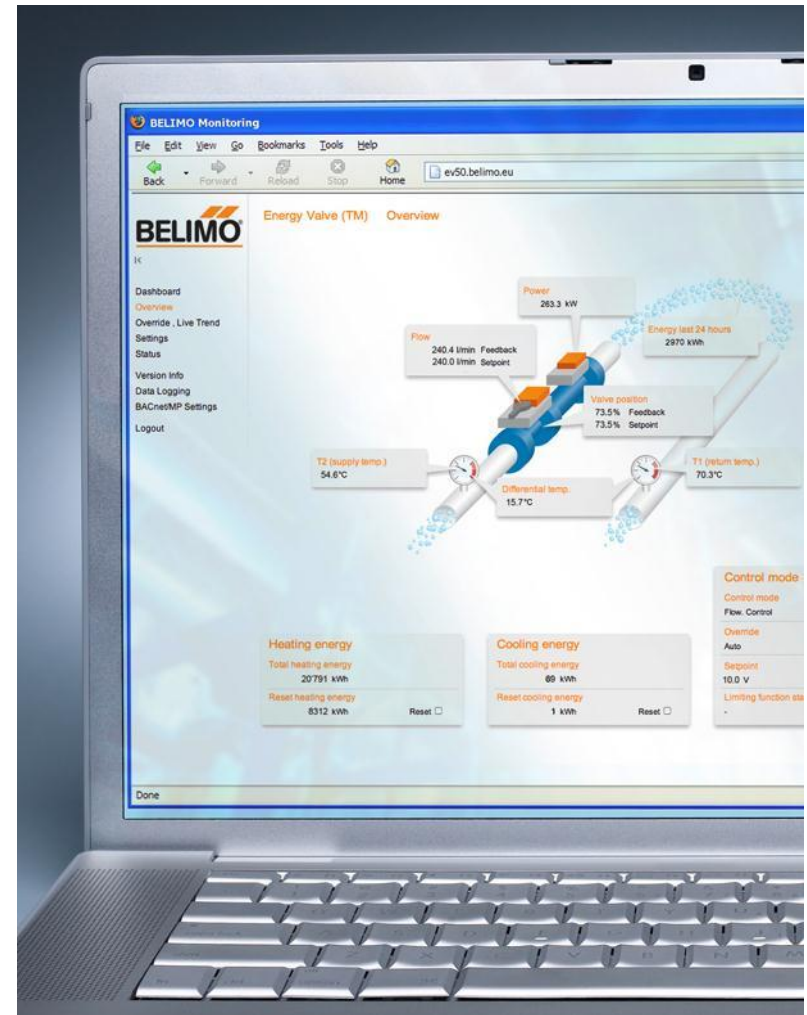 BELIMO Monitoring
File Edit View Go Bookmarks Tools Help
Back Forward Reload Stop Home ev50.belimo.eu
BELIMO
Energy Valve (TM) Overview
Dashboard
Overview
Override , Live Trend
Settings
Status
Version Info
Data Logging
BACnet/MP Settings
Logout
Power
263.3 kW
Flow
240.4 l/min Feedback
240.0 l/min Setpoint
Energy last 24 hours
2970 kWh
Valve position
73.5% Feedback
73.5% Setpoint
T2 (supply temp.)
54.6°C
T1 (return temp.)
70.3°C
Differential temp.
15.7°C
Heating energy
Total heating energy
20'791 kWh
Reset heating energy
8312 kWh Reset
Cooling energy
Total cooling energy
69 kWh
Reset cooling energy
1 kWh Reset
Control mode
Control mode
Flow. Control
Override
Auto
Setpoint
10.0 V
Limiting function
-
Done